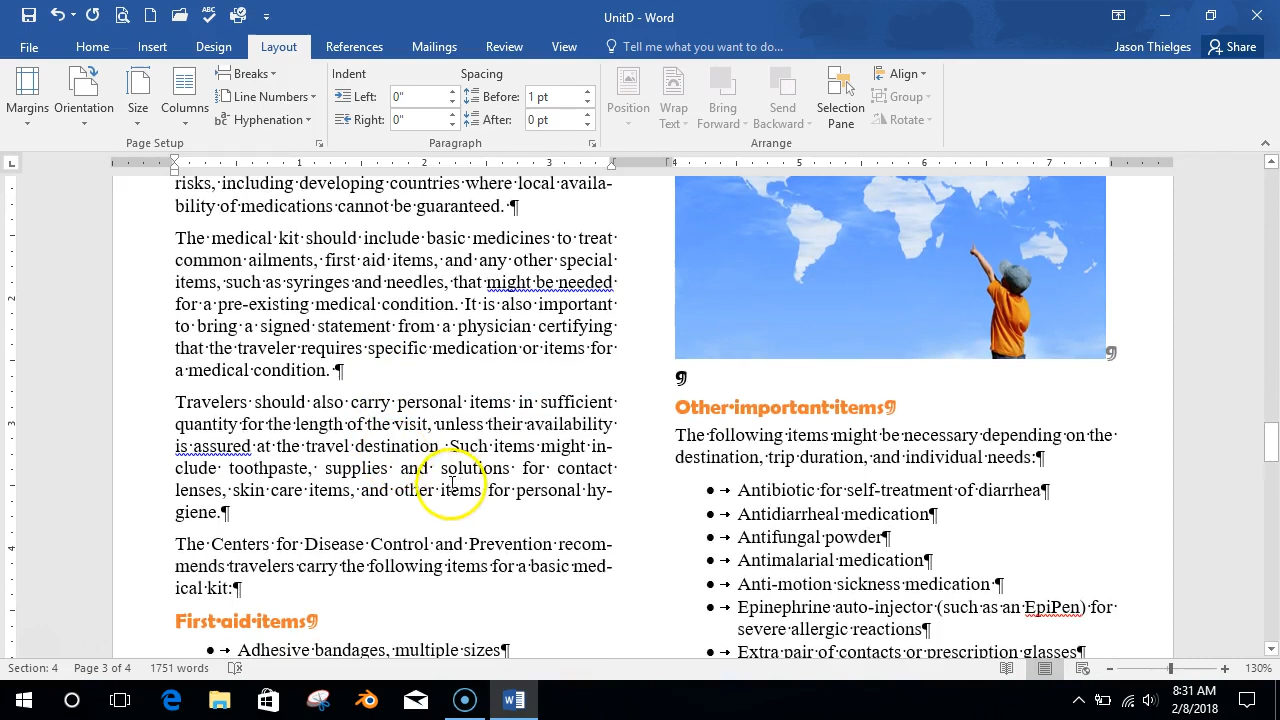 UnitD - Word
File Home Insert Design Layout References Mailings Review View Tell me what you want to do... Jason Thielges Share
Margins Orientation Size Columns
Breaks
Line Numbers
Hyphenation
Page Setup
Indent
Left: 0"
Right: 0"
Spacing
Before: 1 pt
After: 0 pt
Paragraph
Position
Wrap Text
Bring Forward
Send Backward
Selection Pane
Align
Group
Rotate
Arrange
1 2 3 4 5 6 7
2
3
4
risks, including developing countries where local availa-
bility of medications cannot be guaranteed. ¶
The medical kit should include basic medicines to treat
common ailments, first aid items, and any other special
items, such as syringes and needles, that might be needed
for a pre-existing medical condition. It is also important
to bring a signed statement from a physician certifying
that the traveler requires specific medication or items for
a medical condition. ¶
Travelers should also carry personal items in sufficient
quantity for the length of the visit, unless their availability
is assured at the travel destination. Such items might in-
clude toothpaste, supplies and solutions for contact
lenses, skin care items, and other items for personal hy-
giene.¶
The Centers for Disease Control and Prevention recom-
mends travelers carry the following items for a basic med-
ical kit:¶
First aid items¶
• → Adhesive bandages, multiple sizes¶
¶
¶
Other important items¶
The following items might be necessary depending on the
destination, trip duration, and individual needs:¶
• → Antibiotic for self-treatment of diarrhea¶
• → Antidiarrheal medication¶
• → Antifungal powder¶
• → Antimalarial medication¶
• → Anti-motion sickness medication ¶
• → Epinephrine auto-injector (such as an EpiPen) for
severe allergic reactions¶
• → Extra pair of contacts or prescription glasses¶
Section: 4 Page 3 of 4 1751 words 130%
8:31 AM
2/8/2018